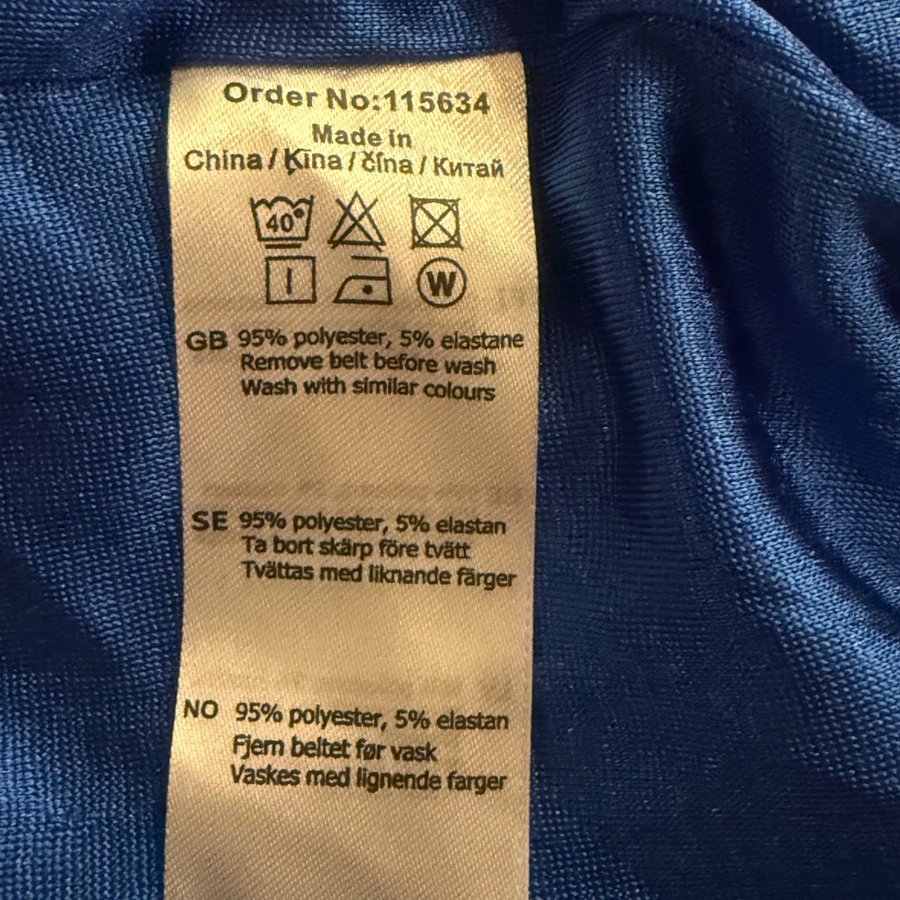 Order No:115634
Made in
China / Ķīna / čína / Китай
40°
W
GB 95% polyester, 5% elastane
Remove belt before wash
Wash with similar colours
SE 95% polyester, 5% elastan
Ta bort skärp före tvätt
Tvättas med liknande färger
NO 95% polyester, 5% elastan
Fjern beltet før vask
Vaskes med lignende farger